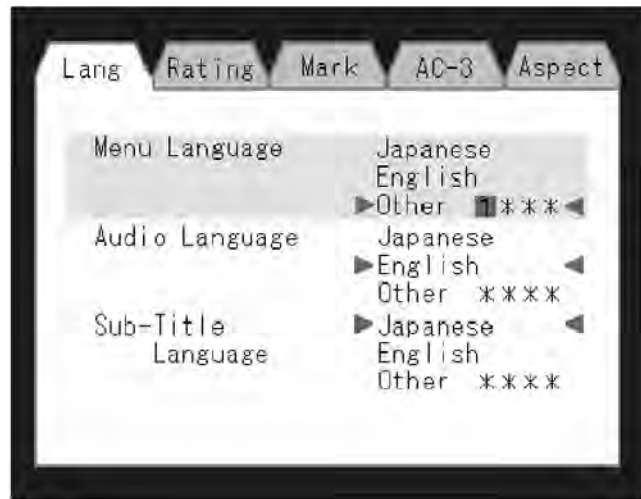 Lang Rating Mark AC-3 Aspect
Menu Language Japanese
English
▶Other 1***◀
Audio Language Japanese
▶English ◀
Other ****
Sub-Title ▶Japanese ◀
Language English
Other ****